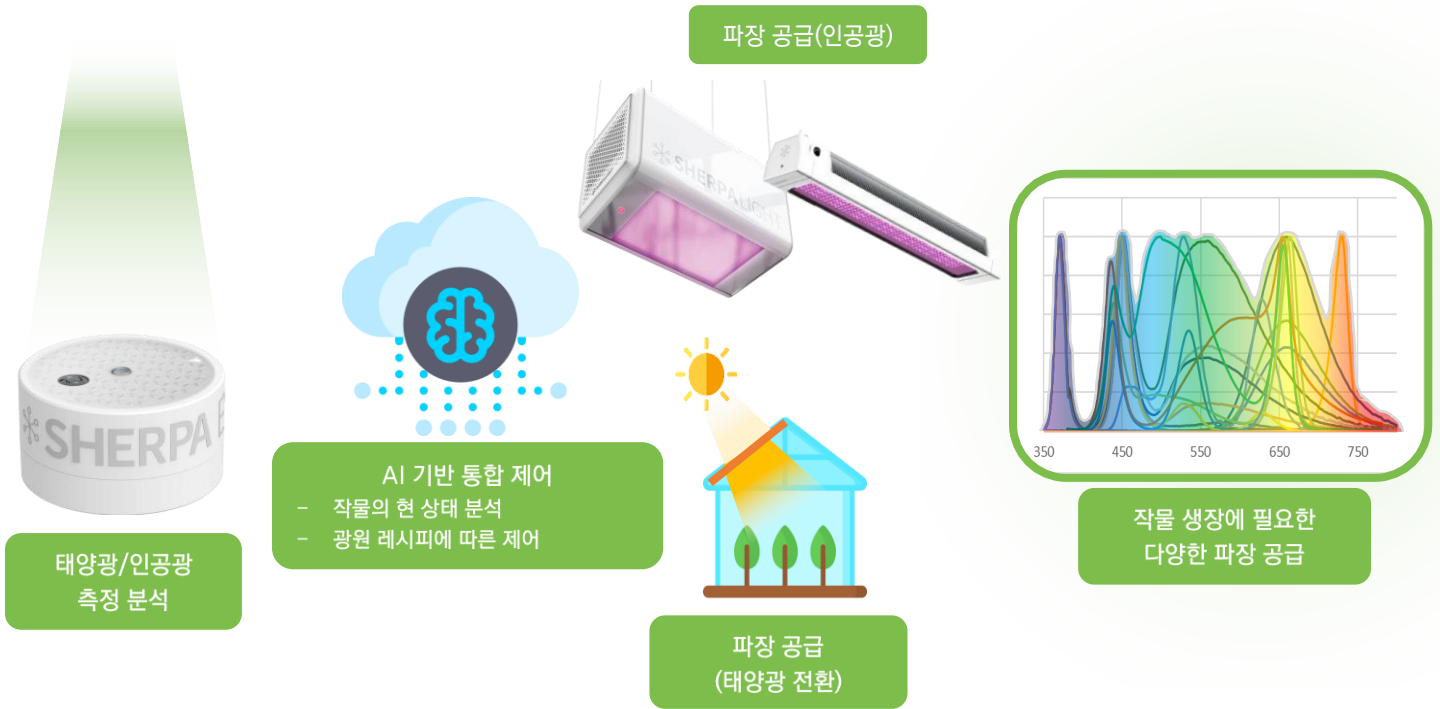 파장 공급(인공광)
SHERPA LIGHT
SHERPA E
태양광/인공광
측정 분석
AI 기반 통합 제어
- 작물의 현 상태 분석
- 광원 레시피에 따른 제어
파장 공급
(태양광 전환)
350 450 550 650 750
작물 생장에 필요한
다양한 파장 공급